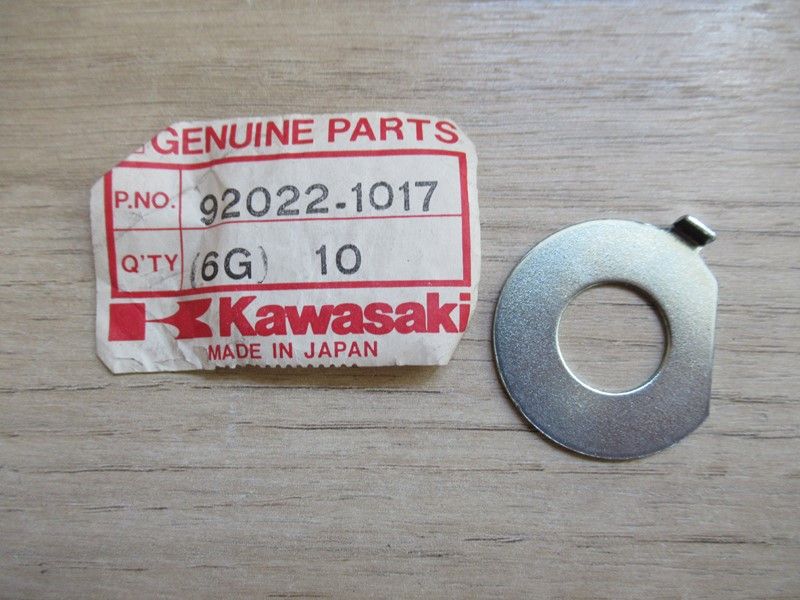 GENUINE PARTS
P.NO. 92022-1017
Q'TY (6G) 10
Kawasaki
MADE IN JAPAN